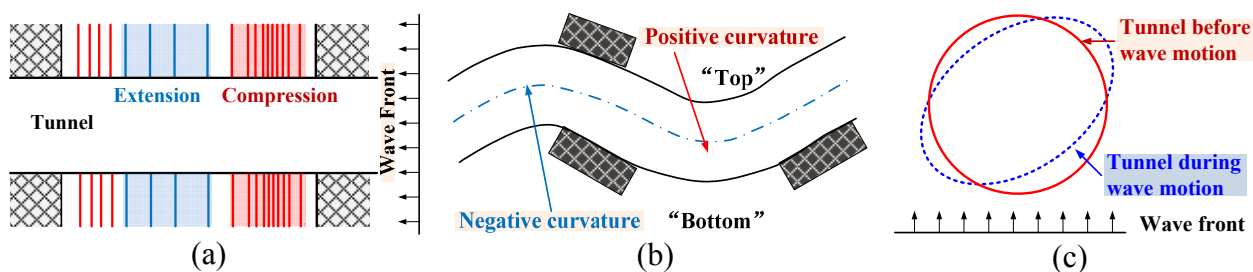 Extension
Compression
Tunnel
(a)
Wave Front
Positive curvature
“Top”
Negative curvature
“Bottom”
(b)
Tunnel before
wave motion
Tunnel during
wave motion
Wave front
(c)